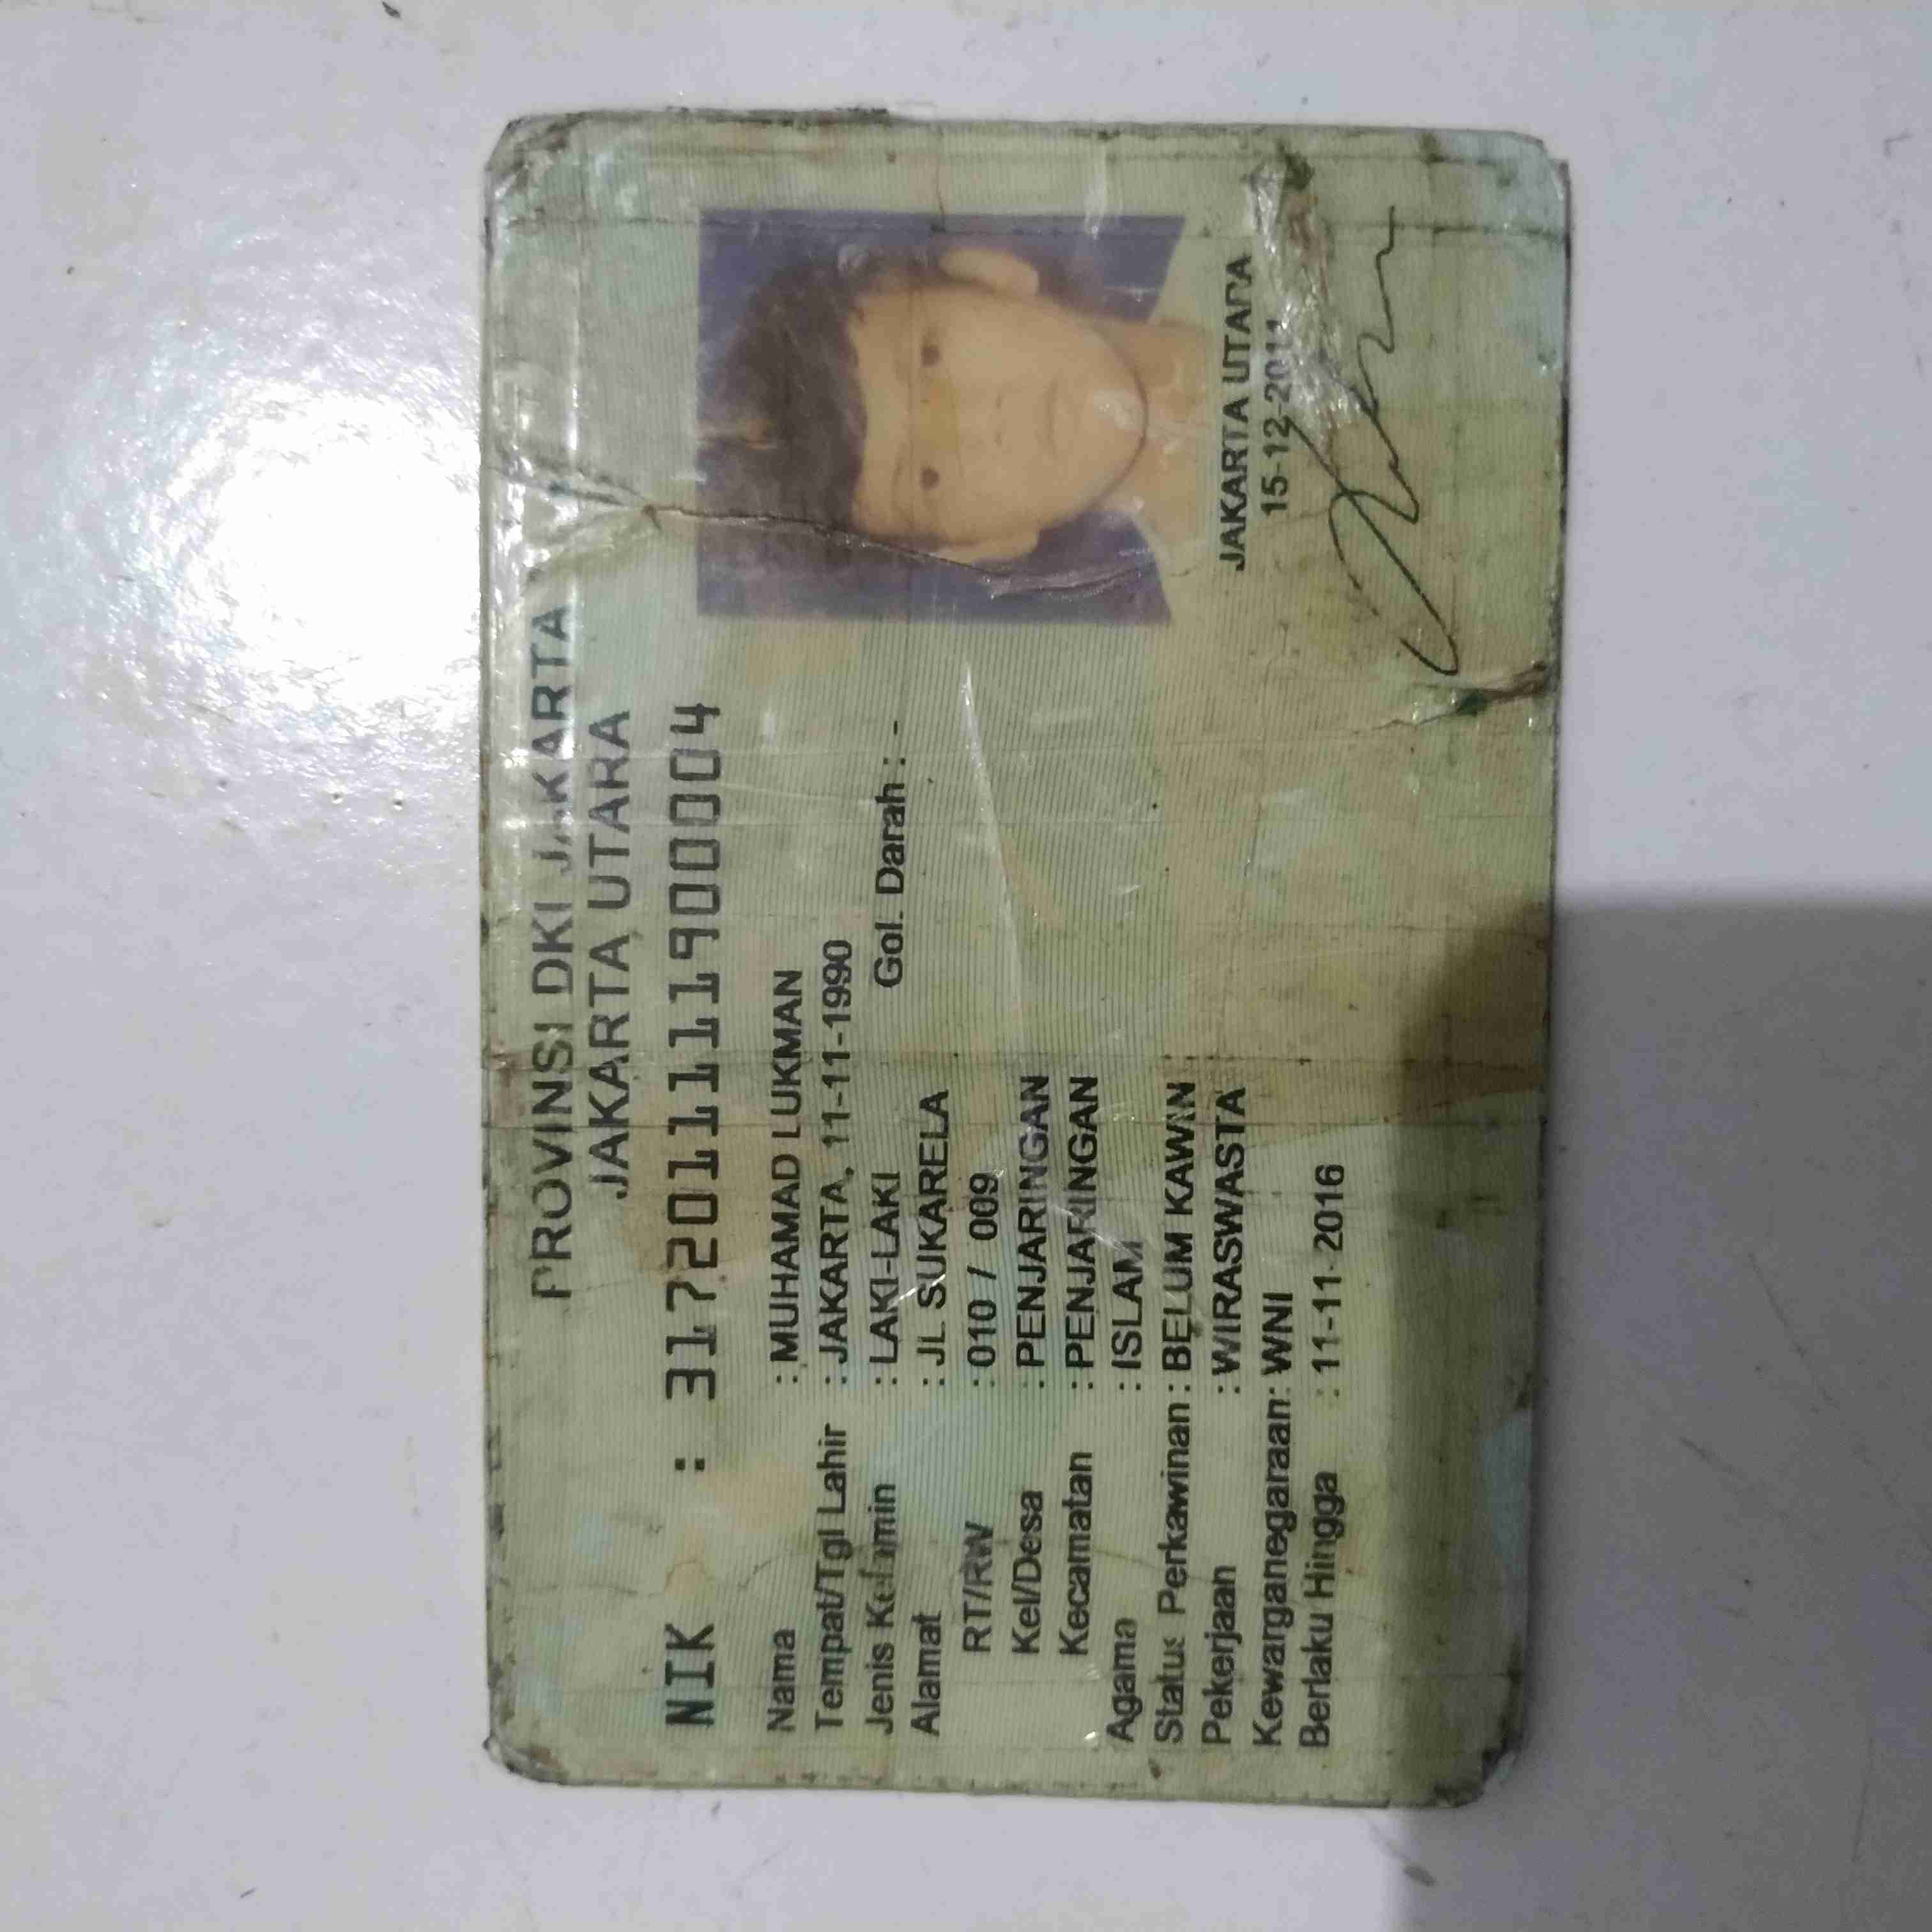 PROVINSI DKI JAKARTA
JAKARTA UTARA
NIK : 3172011111900004
Nama : MUHAMAD LUKMAN
Tempat/Tgl Lahir : JAKARTA, 11-11-1990
Jenis Kelamin : LAKI-LAKI Gol. Darah : -
Alamat : JL SUKARELA
RT/RW : 010 / 009
Kel/Desa : PENJARINGAN
Kecamatan : PENJARINGAN
Agama : ISLAM
Status Perkawinan : BELUM KAWIN
Pekerjaan : WIRASWASTA
Kewarganegaraan: WNI
Berlaku Hingga : 11-11-2016
JAKARTA UTARA
15-12-2011